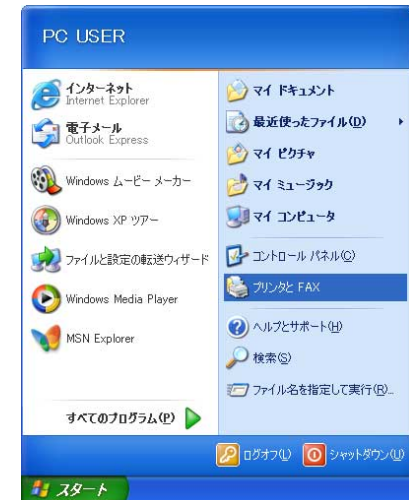 PC USER
インターネット
Internet Explorer
電子メール
Outlook Express
Windows ムービー メーカー
Windows XP ツアー
ファイルと設定の転送ウィザード
Windows Media Player
MSN Explorer
すべてのプログラム(P)
マイ ドキュメント
最近使ったファイル(D)
マイ ピクチャ
マイ ミュージック
マイ コンピュータ
コントロール パネル(C)
プリンタと FAX
ヘルプとサポート(H)
検索(S)
ファイル名を指定して実行(R)...
ログオフ(L)
シャットダウン(U)
スタート